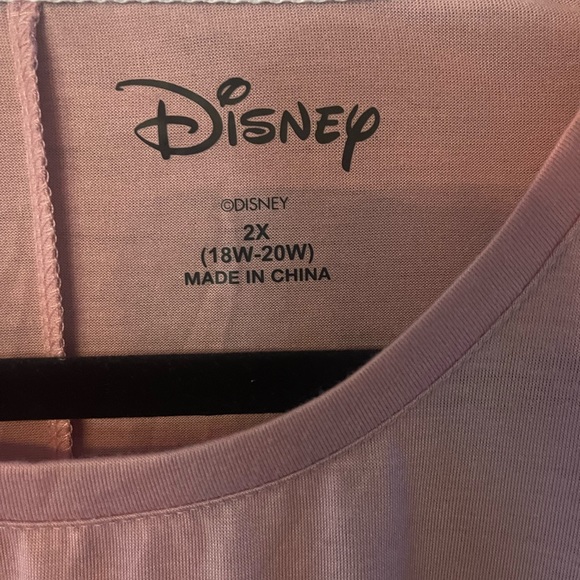 Disney
©DISNEY
2X
(18W-20W)
MADE IN CHINA